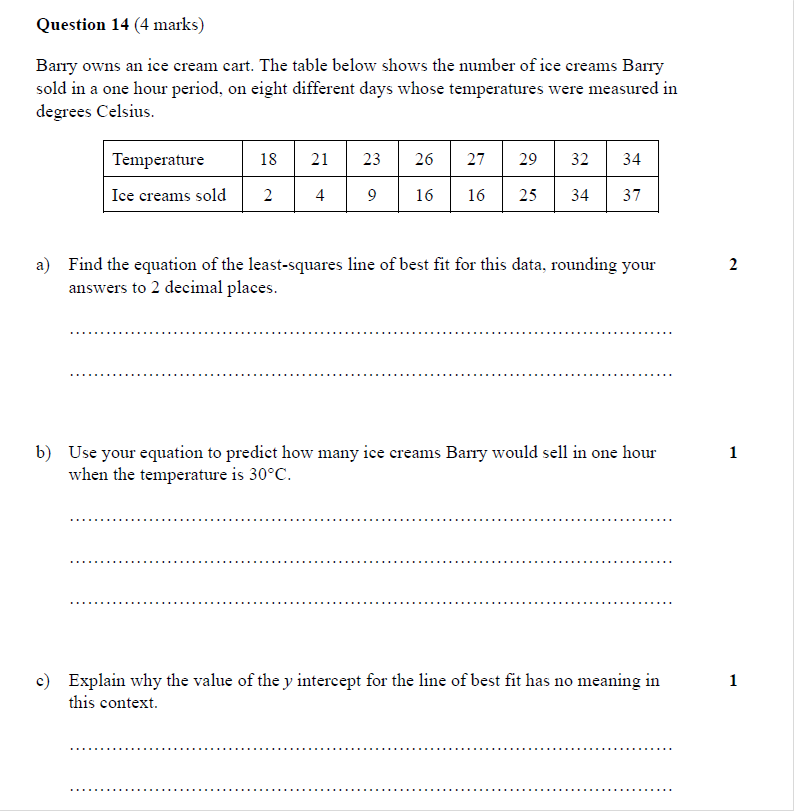 Question 14 (4 marks)
Barry owns an ice cream cart. The table below shows the number of ice creams Barry
sold in a one hour period, on eight different days whose temperatures were measured in
degrees Celsius.
Temperature 18 21 23 26 27 29 32 34
Ice creams sold 2 4 9 16 16 25 34 37
a) Find the equation of the least-squares line of best fit for this data, rounding your 2
answers to 2 decimal places.
b) Use your equation to predict how many ice creams Barry would sell in one hour 1
when the temperature is 30°C.
c) Explain why the value of the y intercept for the line of best fit has no meaning in 1
this context.